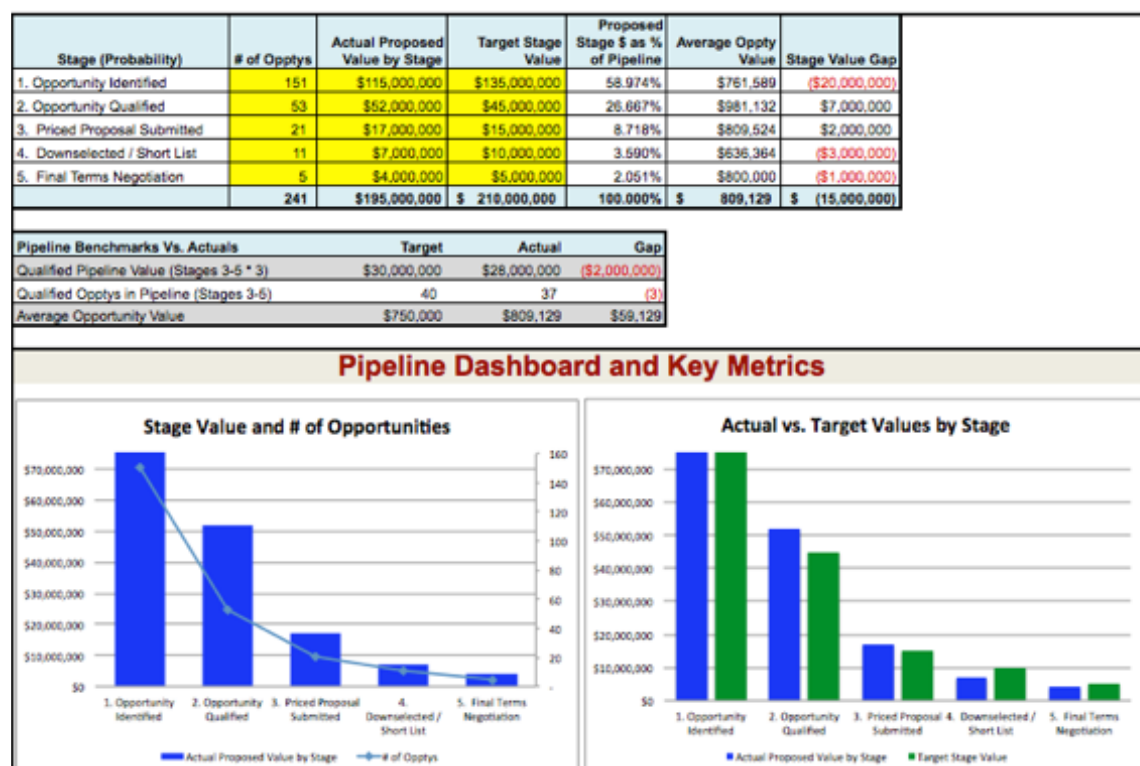 Stage (Probability) # of Opptys Actual Proposed Value by Stage Target Stage Value Proposed Stage $ as % of Pipeline Average Oppty Value Stage Value Gap
1. Opportunity Identified 151 $115,000,000 $135,000,000 58.974% $761,589 ($20,000,000)
2. Opportunity Qualified 53 $52,000,000 $45,000,000 26.667% $981,132 $7,000,000
3. Priced Proposal Submitted 21 $17,000,000 $15,000,000 8.718% $809,524 $2,000,000
4. Downselected / Short List 11 $7,000,000 $10,000,000 3.590% $636,364 ($3,000,000)
5. Final Terms Negotiation 5 $4,000,000 $5,000,000 2.051% $800,000 ($1,000,000)
241 $195,000,000 $ 210,000,000 100.000% $ 809,129 $ (15,000,000)
Pipeline Benchmarks Vs. Actuals Target Actual Gap
Qualified Pipeline Value (Stages 3-5 * 3) $30,000,000 $28,000,000 ($2,000,000)
Qualified Opptys in Pipeline (Stages 3-5) 40 37 (3)
Average Opportunity Value $750,000 $809,129 $59,129
Pipeline Dashboard and Key Metrics
Stage Value and # of Opportunities
$70,000,000
$60,000,000
$50,000,000
$40,000,000
$30,000,000
$20,000,000
$10,000,000
$0
160
140
120
100
80
60
40
20
-
1. Opportunity Identified
2. Opportunity Qualified
3. Priced Proposal Submitted
4. Downselected / Short List
5. Final Terms Negotiation
Actual Proposed Value by Stage # of Opptys
Actual vs. Target Values by Stage
$70,000,000
$60,000,000
$50,000,000
$40,000,000
$30,000,000
$20,000,000
$10,000,000
$0
1. Opportunity Identified
2. Opportunity Qualified
3. Priced Proposal Submitted
4. Downselected / Short List
5. Final Terms Negotiation
Actual Proposed Value by Stage Target Stage Value